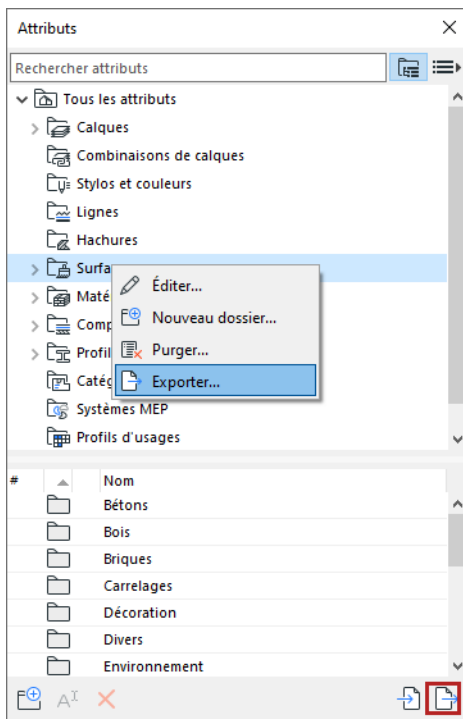 Attributs
Rechercher attributs
Tous les attributs
Calques
Combinaisons de calques
Stylos et couleurs
Lignes
Hachures
Surfa
Éditer...
Maté
Nouveau dossier...
Comp
Profil
Purger...
Catég
Exporter...
Systèmes MEP
Profils d'usages
# Nom
Bétons
Bois
Briques
Carrelages
Décoration
Divers
Environnement